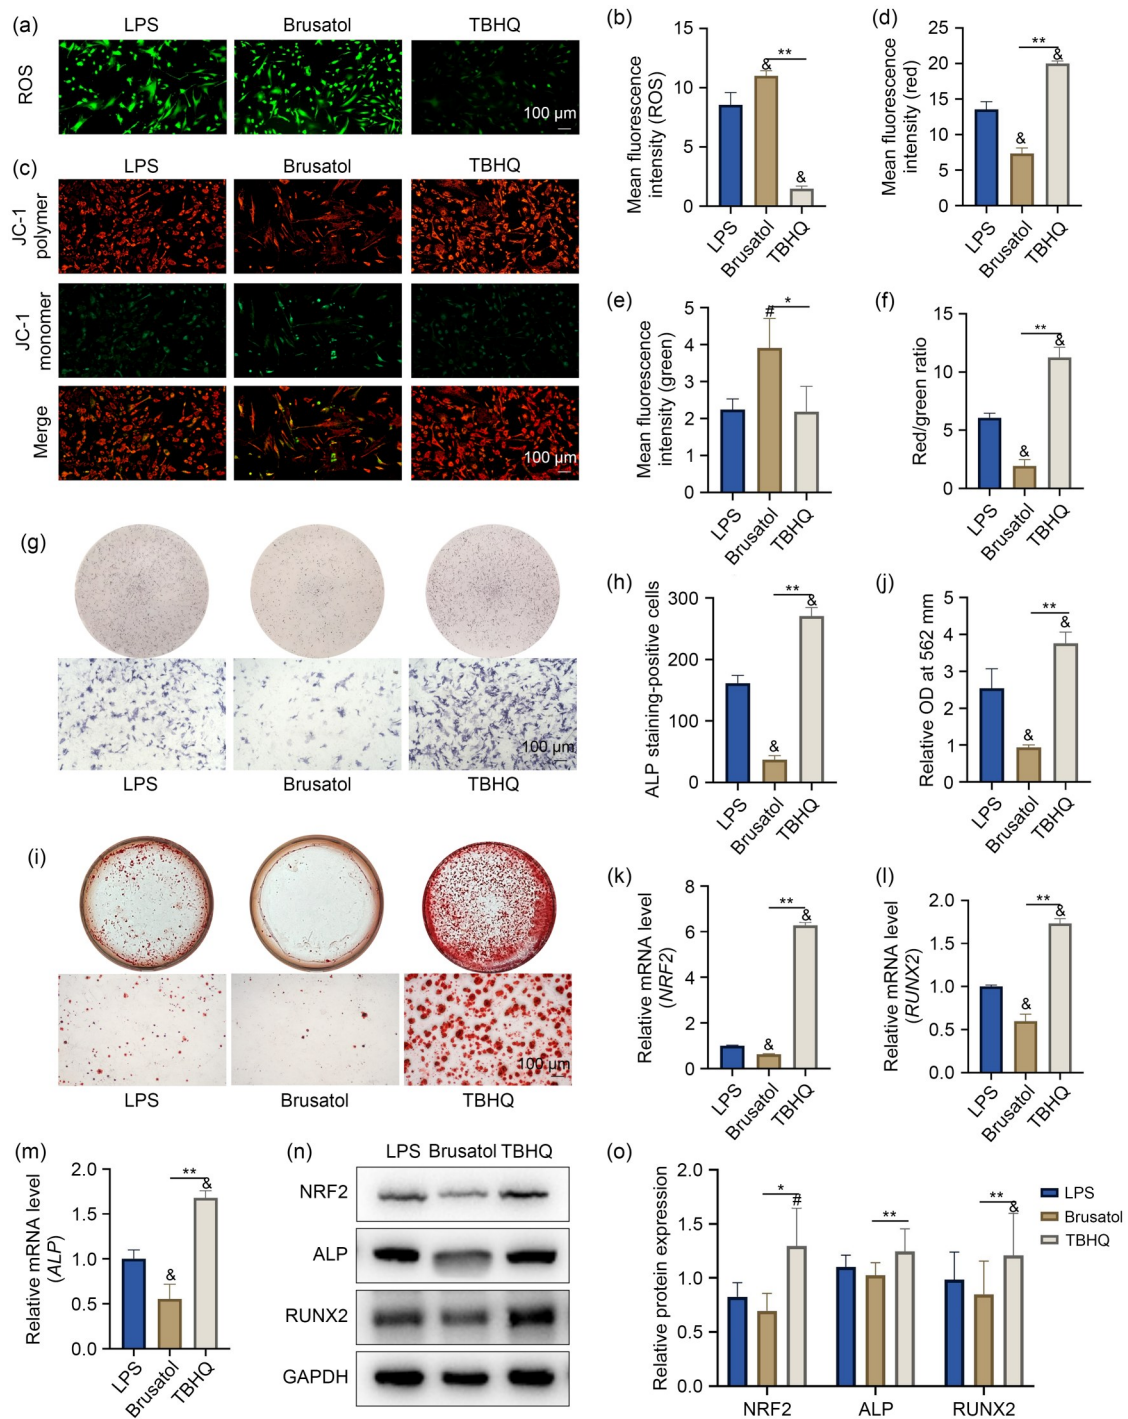 (a)
LPS
Brusatol
TBHQ
ROS
100 μm
(b)
Mean fluorescence
intensity (ROS)
15
10
5
0
&
**
&
LPS
Brusatol
TBHQ
(d)
Mean fluorescence
intensity (red)
25
20
15
10
5
0
&
**
&
LPS
Brusatol
TBHQ
(c)
LPS
Brusatol
TBHQ
JC-1
polymer
JC-1
monomer
Merge
100 μm
(e)
Mean fluorescence
intensity (green)
5
4
3
2
1
0
#
*
LPS
Brusatol
TBHQ
(f)
Red/green ratio
15
10
5
0
&
**
&
LPS
Brusatol
TBHQ
(g)
100 μm
LPS
Brusatol
TBHQ
(h)
ALP staining-positive cells
300
200
100
0
&
**
&
LPS
Brusatol
TBHQ
(j)
Relative OD at 562 mm
5
4
3
2
1
0
&
**
&
LPS
Brusatol
TBHQ
(i)
100 μm
LPS
Brusatol
TBHQ
(k)
Relative mRNA level
(NRF2)
8
6
4
2
0
&
**
&
LPS
Brusatol
TBHQ
(l)
Relative mRNA level
(RUNX2)
2.0
1.5
1.0
0.5
0.0
&
**
&
LPS
Brusatol
TBHQ
(m)
Relative mRNA level
(ALP)
2.0
1.5
1.0
0.5
0.0
&
**
&
LPS
Brusatol
TBHQ
(n)
LPS Brusatol TBHQ
NRF2
ALP
RUNX2
GAPDH
(o)
Relative protein expression
2.0
1.5
1.0
0.5
0.0
*
#
**
**
&
NRF2
ALP
RUNX2
LPS
Brusatol
TBHQ